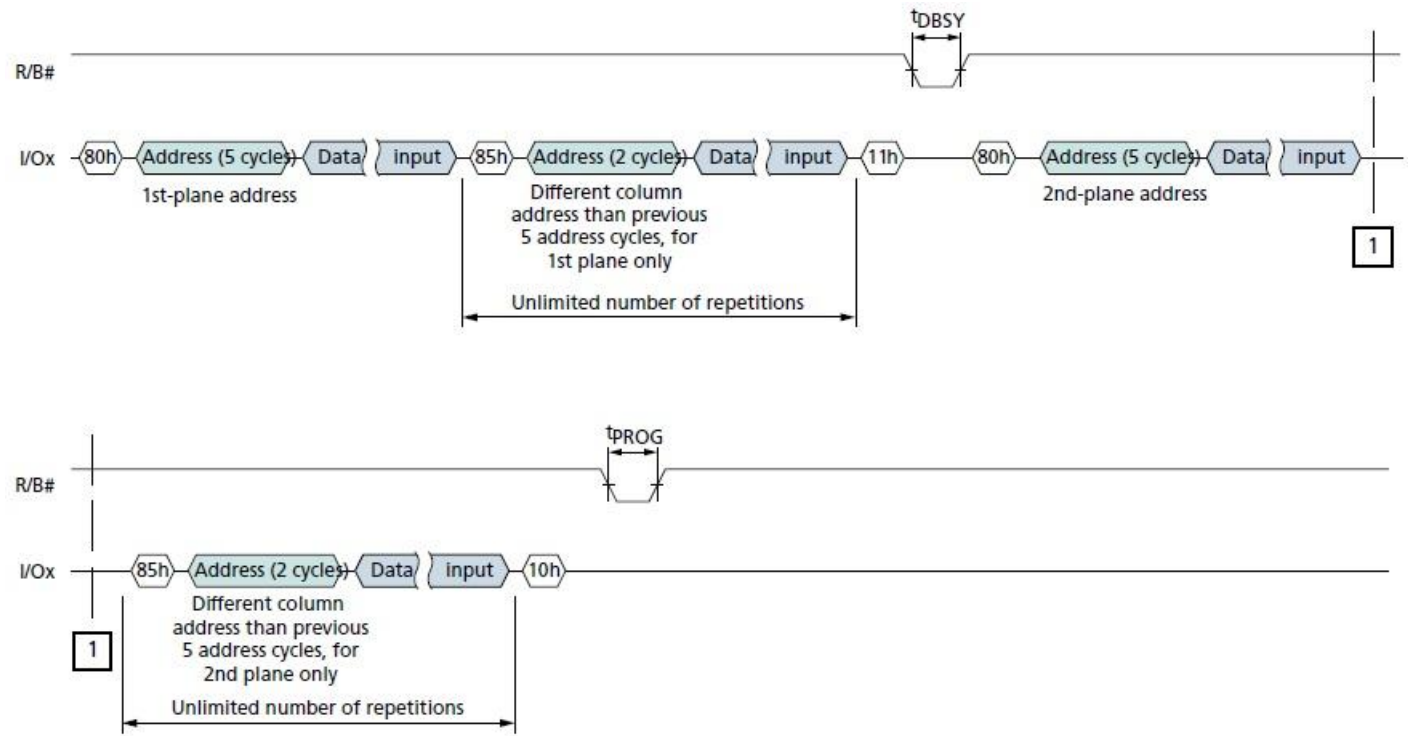 tDBSY
R/B#
I/Ox 80h Address (5 cycles) Data input 85h Address (2 cycles) Data input 11h 80h Address (5 cycles) Data input
1st-plane address
Different column
address than previous
5 address cycles, for
1st plane only
2nd-plane address
1
Unlimited number of repetitions
tPROG
R/B#
I/Ox 85h Address (2 cycles) Data input 10h
Different column
address than previous
5 address cycles, for
2nd plane only
1
Unlimited number of repetitions